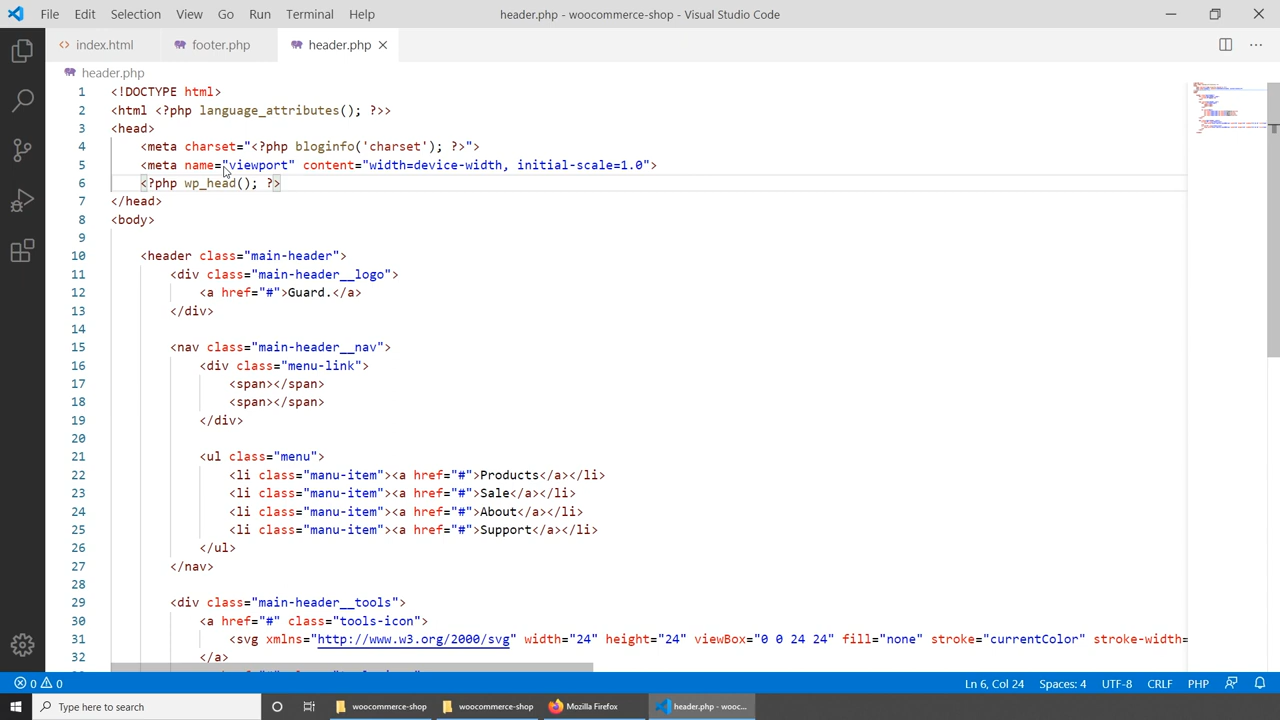 File Edit Selection View Go Run Terminal Help header.php - woocommerce-shop - Visual Studio Code
index.html footer.php header.php
header.php
1 <!DOCTYPE html>
2 <html <?php language_attributes(); ?>>
3 <head>
4 <meta charset="<?php bloginfo('charset'); ?>">
5 <meta name="viewport" content="width=device-width, initial-scale=1.0">
6 <?php wp_head(); ?>
7 </head>
8 <body>
9
10 <header class="main-header">
11 <div class="main-header__logo">
12 <a href="#">Guard.</a>
13 </div>
14
15 <nav class="main-header__nav">
16 <div class="menu-link">
17 <span></span>
18 <span></span>
19 </div>
20
21 <ul class="menu">
22 <li class="manu-item"><a href="#">Products</a></li>
23 <li class="manu-item"><a href="#">Sale</a></li>
24 <li class="manu-item"><a href="#">About</a></li>
25 <li class="manu-item"><a href="#">Support</a></li>
26 </ul>
27 </nav>
28
29 <div class="main-header__tools">
30 <a href="#" class="tools-icon">
31 <svg xmlns="http://www.w3.org/2000/svg" width="24" height="24" viewBox="0 0 24 24" fill="none" stroke="currentColor" stroke-width=
32 </a>
0 0 Ln 6, Col 24 Spaces: 4 UTF-8 CRLF PHP
Type here to search woocommerce-shop woocommerce-shop Mozilla Firefox header.php - wooc...